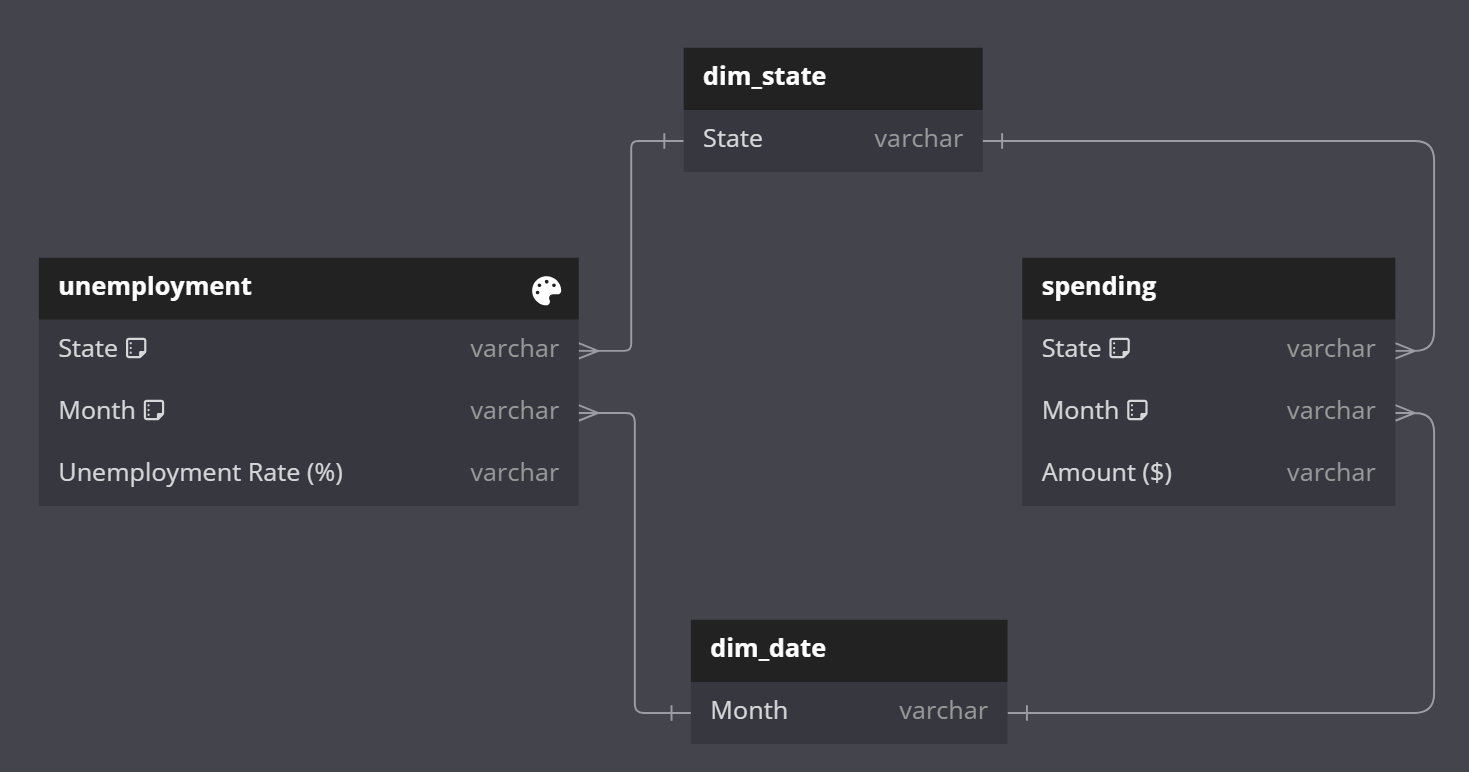 dim_state
State varchar
unemployment
State varchar
Month varchar
Unemployment Rate (%) varchar
spending
State varchar
Month varchar
Amount ($) varchar
dim_date
Month varchar